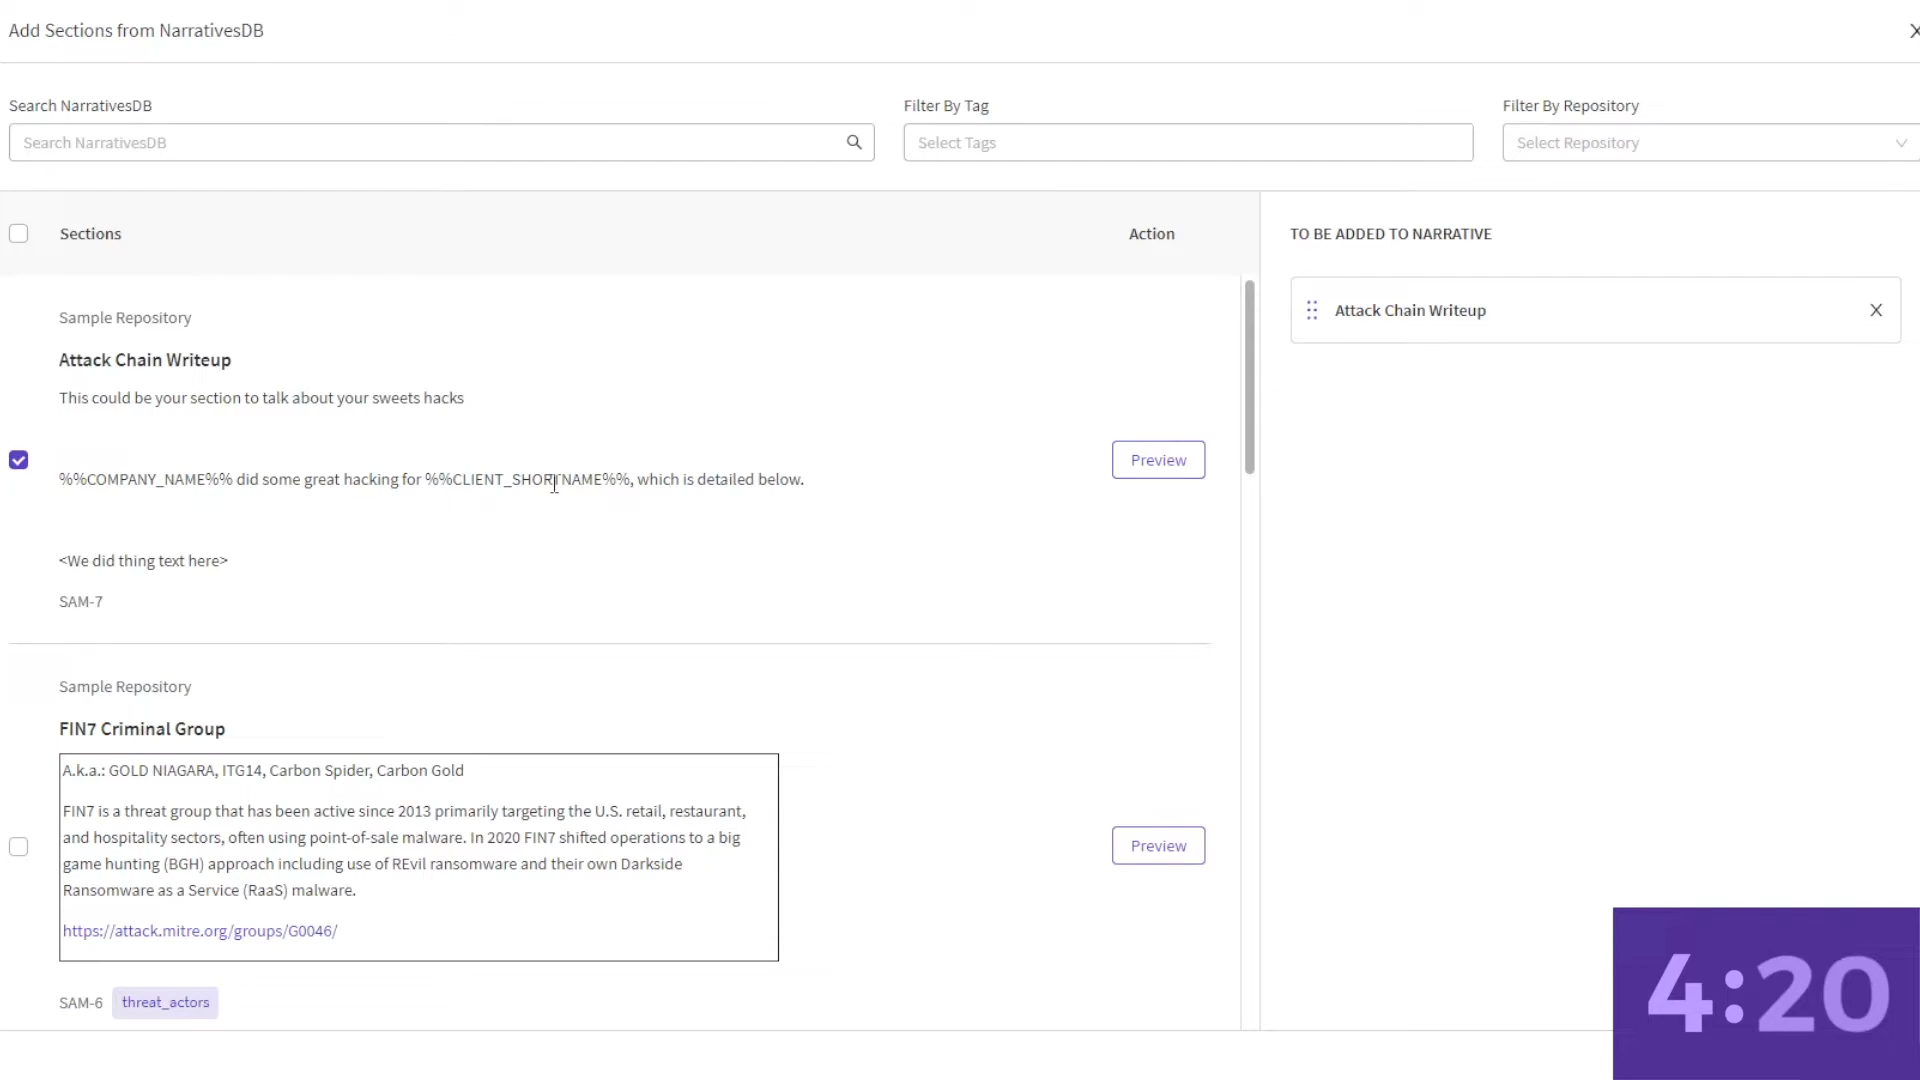 Add Sections from NarrativesDB
X
Search NarrativesDB
Filter By Tag
Filter By Repository
Search NarrativesDB
Select Tags
Select Repository
Sections
Action
TO BE ADDED TO NARRATIVE
Sample Repository
Attack Chain Writeup
This could be your section to talk about your sweets hacks
%%COMPANY_NAME%% did some great hacking for %%CLIENT_SHORTNAME%%, which is detailed below.
<We did thing text here>
SAM-7
Preview
Attack Chain Writeup
X
Sample Repository
FIN7 Criminal Group
A.k.a.: GOLD NIAGARA, ITG14, Carbon Spider, Carbon Gold
FIN7 is a threat group that has been active since 2013 primarily targeting the U.S. retail, restaurant,
and hospitality sectors, often using point-of-sale malware. In 2020 FIN7 shifted operations to a big
game hunting (BGH) approach including use of REvil ransomware and their own Darkside
Ransomware as a Service (RaaS) malware.
https://attack.mitre.org/groups/G0046/
Preview
SAM-6 threat_actors
4:20